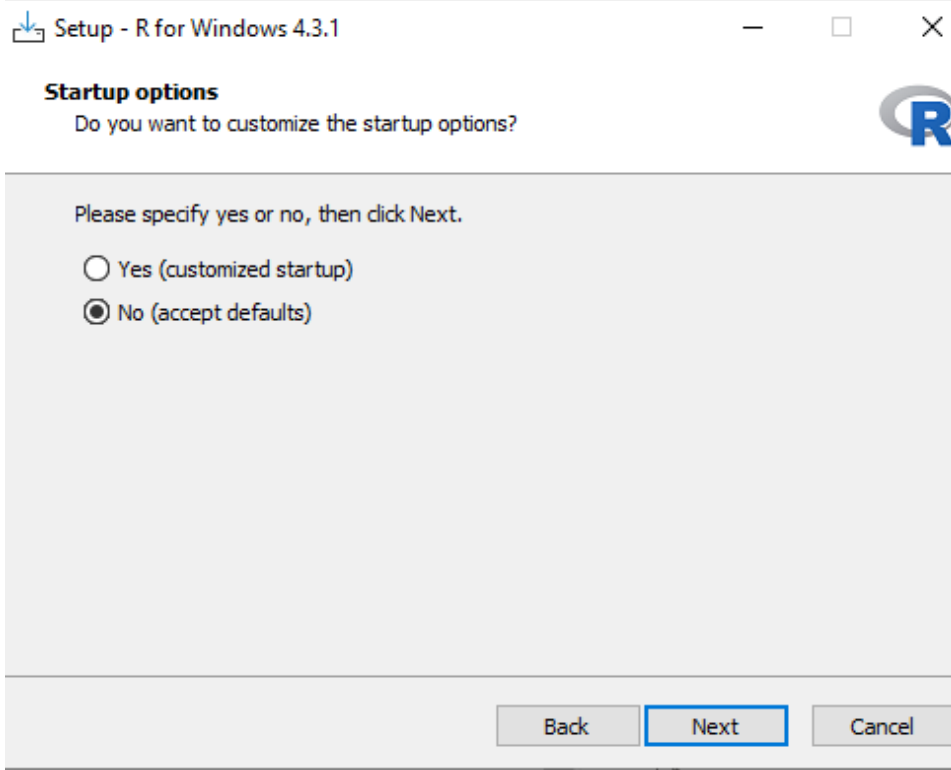 Setup - R for Windows 4.3.1
Startup options
Do you want to customize the startup options?
R
Please specify yes or no, then click Next.
Yes (customized startup)
No (accept defaults)
Back Next Cancel